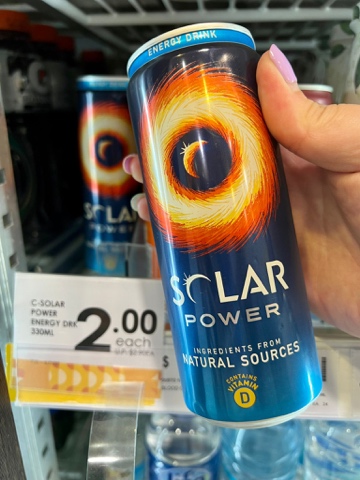 ENERGY DRINK
SOLAR
POWER
INGREDIENTS FROM
NATURAL SOURCES
CONTAINS
VITAMIN
D
SOLAR
POWER
C-SOLAR
POWER
ENERGY DRK
330ML
2.00
each
$